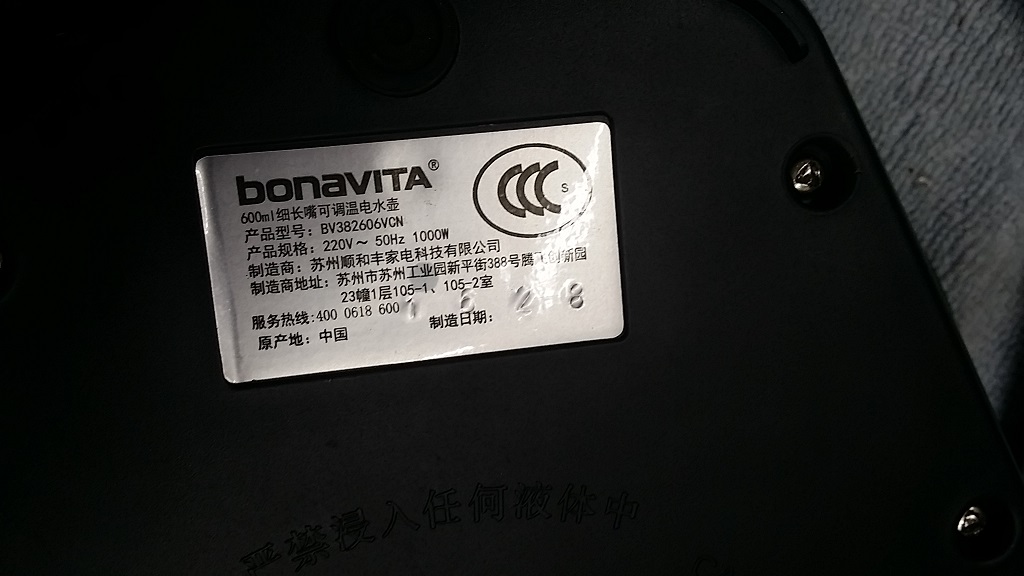 bonaVITA®
CCC S
600ml细长嘴可调温电水壶
产品型号：BV382606VCN
产品规格：220V～ 50Hz 1000W
制造商：苏州顺和丰家电科技有限公司
制造商地址：苏州市苏州工业园新平街388号腾飞创新园
23幢1层105-1、105-2室
服务热线:400 0618 600
制造日期：
原产地：中国
严禁浸入任何液体中